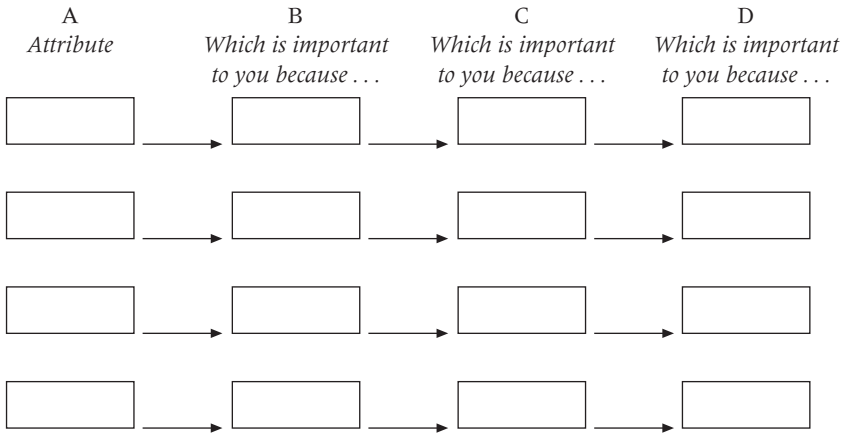 A B C D
Attribute Which is important Which is important Which is important
to you because . . . to you because . . . to you because . . .